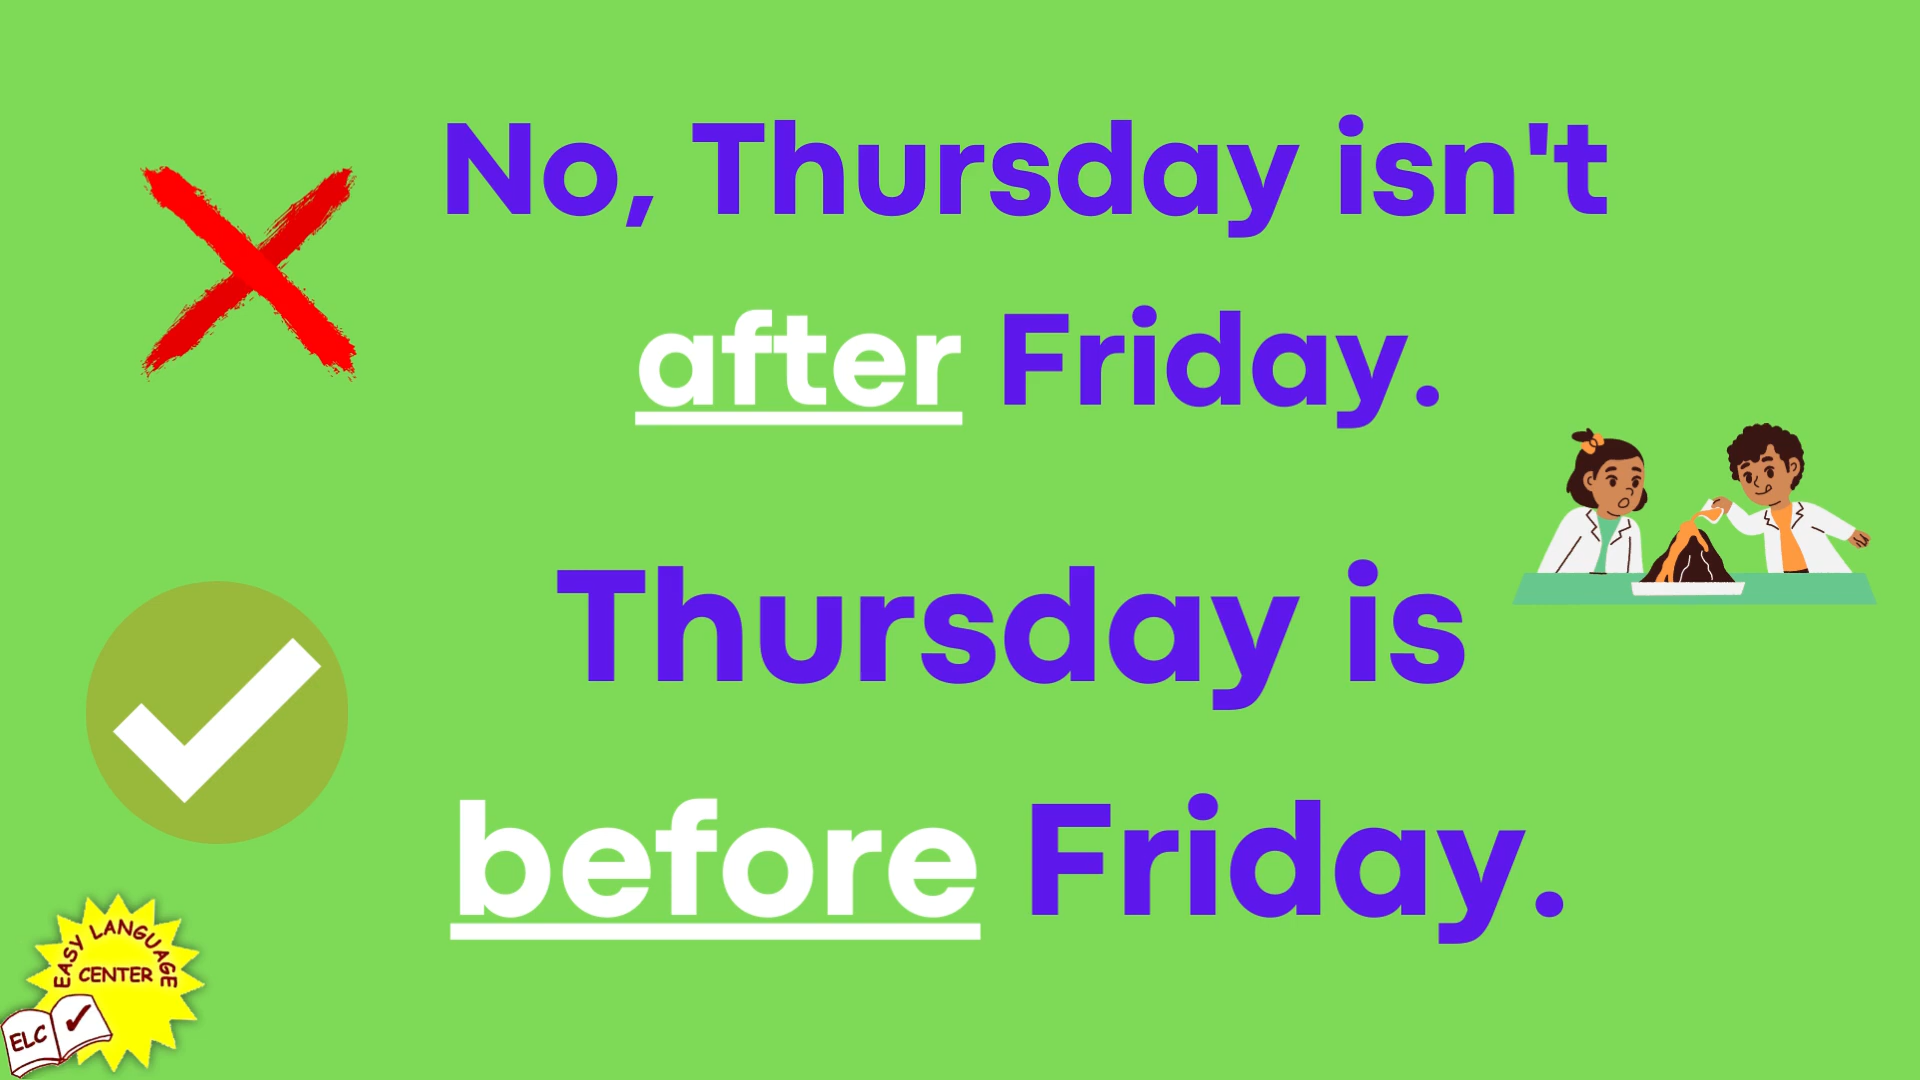 No, Thursday isn't
after Friday.
Thursday is
before Friday.
EASY LANGUAGE
CENTER
ELC